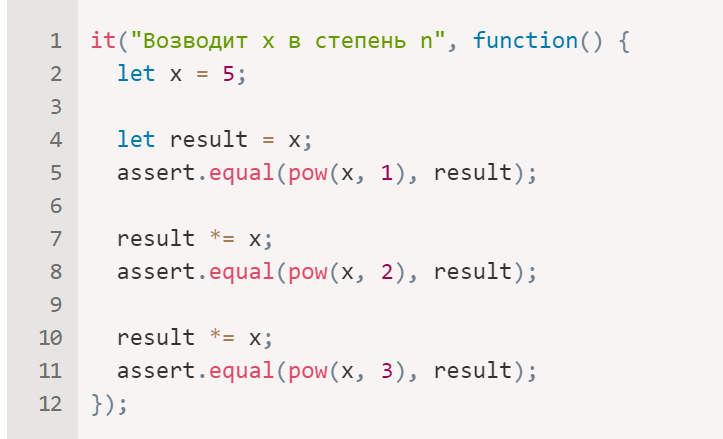 1 it("Возводит x в степень n", function() {
2   let x = 5;
3
4   let result = x;
5   assert.equal(pow(x, 1), result);
6
7   result *= x;
8   assert.equal(pow(x, 2), result);
9
10   result *= x;
11   assert.equal(pow(x, 3), result);
12 });